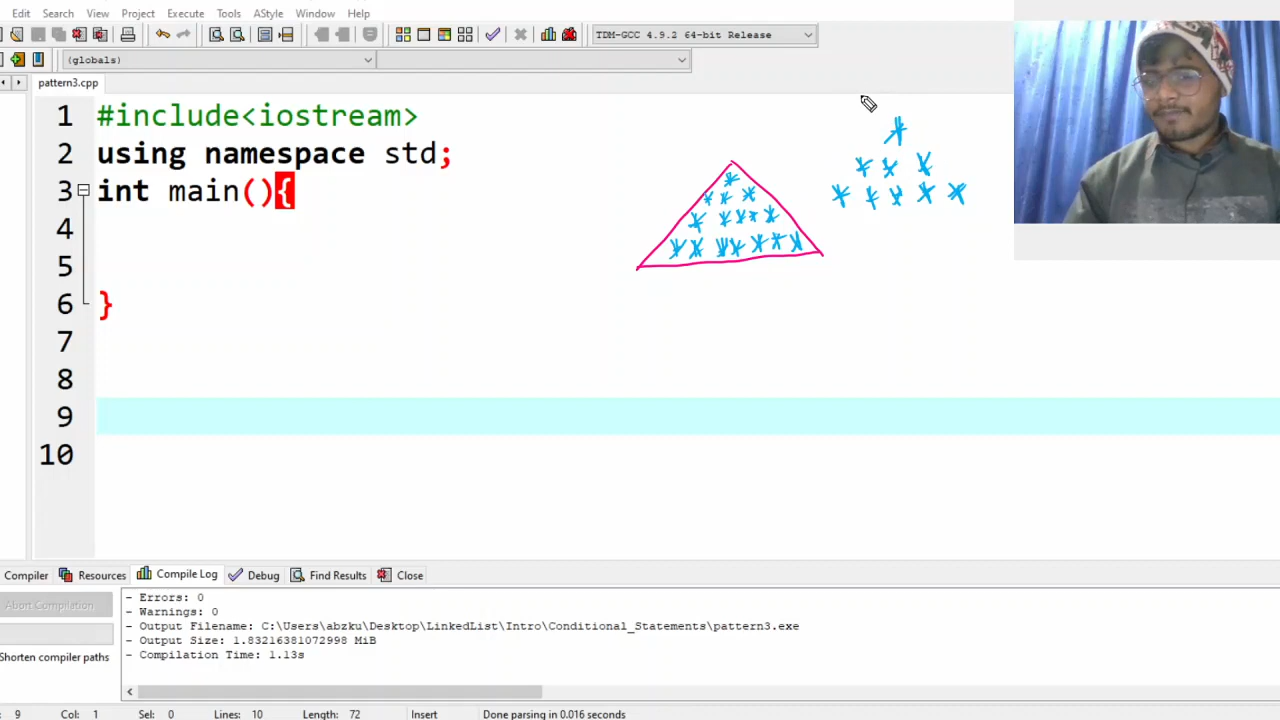 Edit Search View Project Execute Tools AStyle Window Help
TDM-GCC 4.9.2 64-bit Release
(globals)
pattern3.cpp
1 #include<iostream>
2 using namespace std;
3 int main(){
4
5
6 }
7
8
9
10
Compiler Resources Compile Log Debug Find Results Close
Abort Compilation
Shorten compiler paths
- Errors: 0
- Warnings: 0
- Output Filename: C:\Users\abzku\Desktop\LinkedList\Intro\Conditional_Statements\pattern3.exe
- Output Size: 1.83216381072998 MiB
- Compilation Time: 1.13s
: 9 Col: 1 Sel: 0 Lines: 10 Length: 72 Insert Done parsing in 0.016 seconds